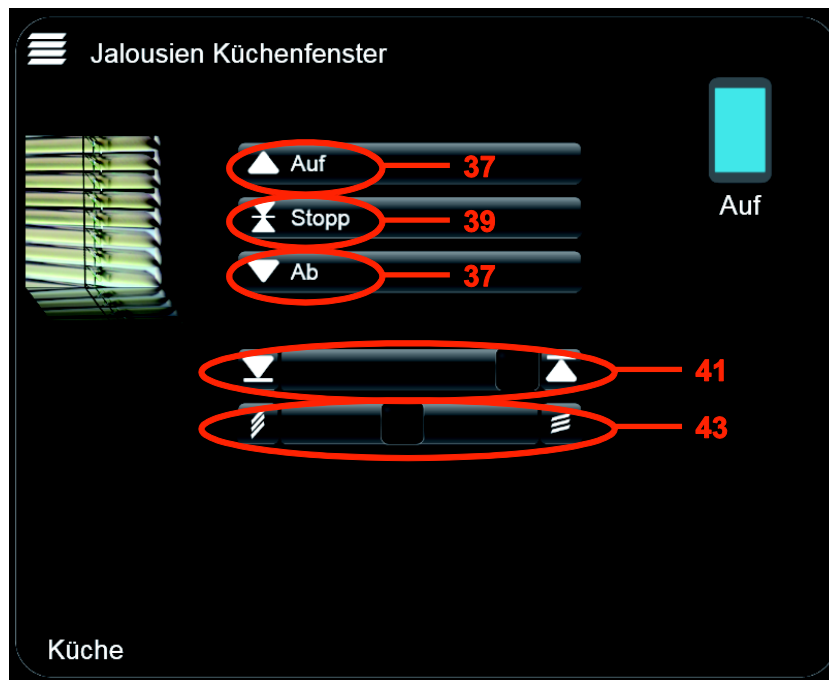 Jalousien Küchenfenster
Auf 37
Stopp 39
Ab 37
Auf
41
43
Küche